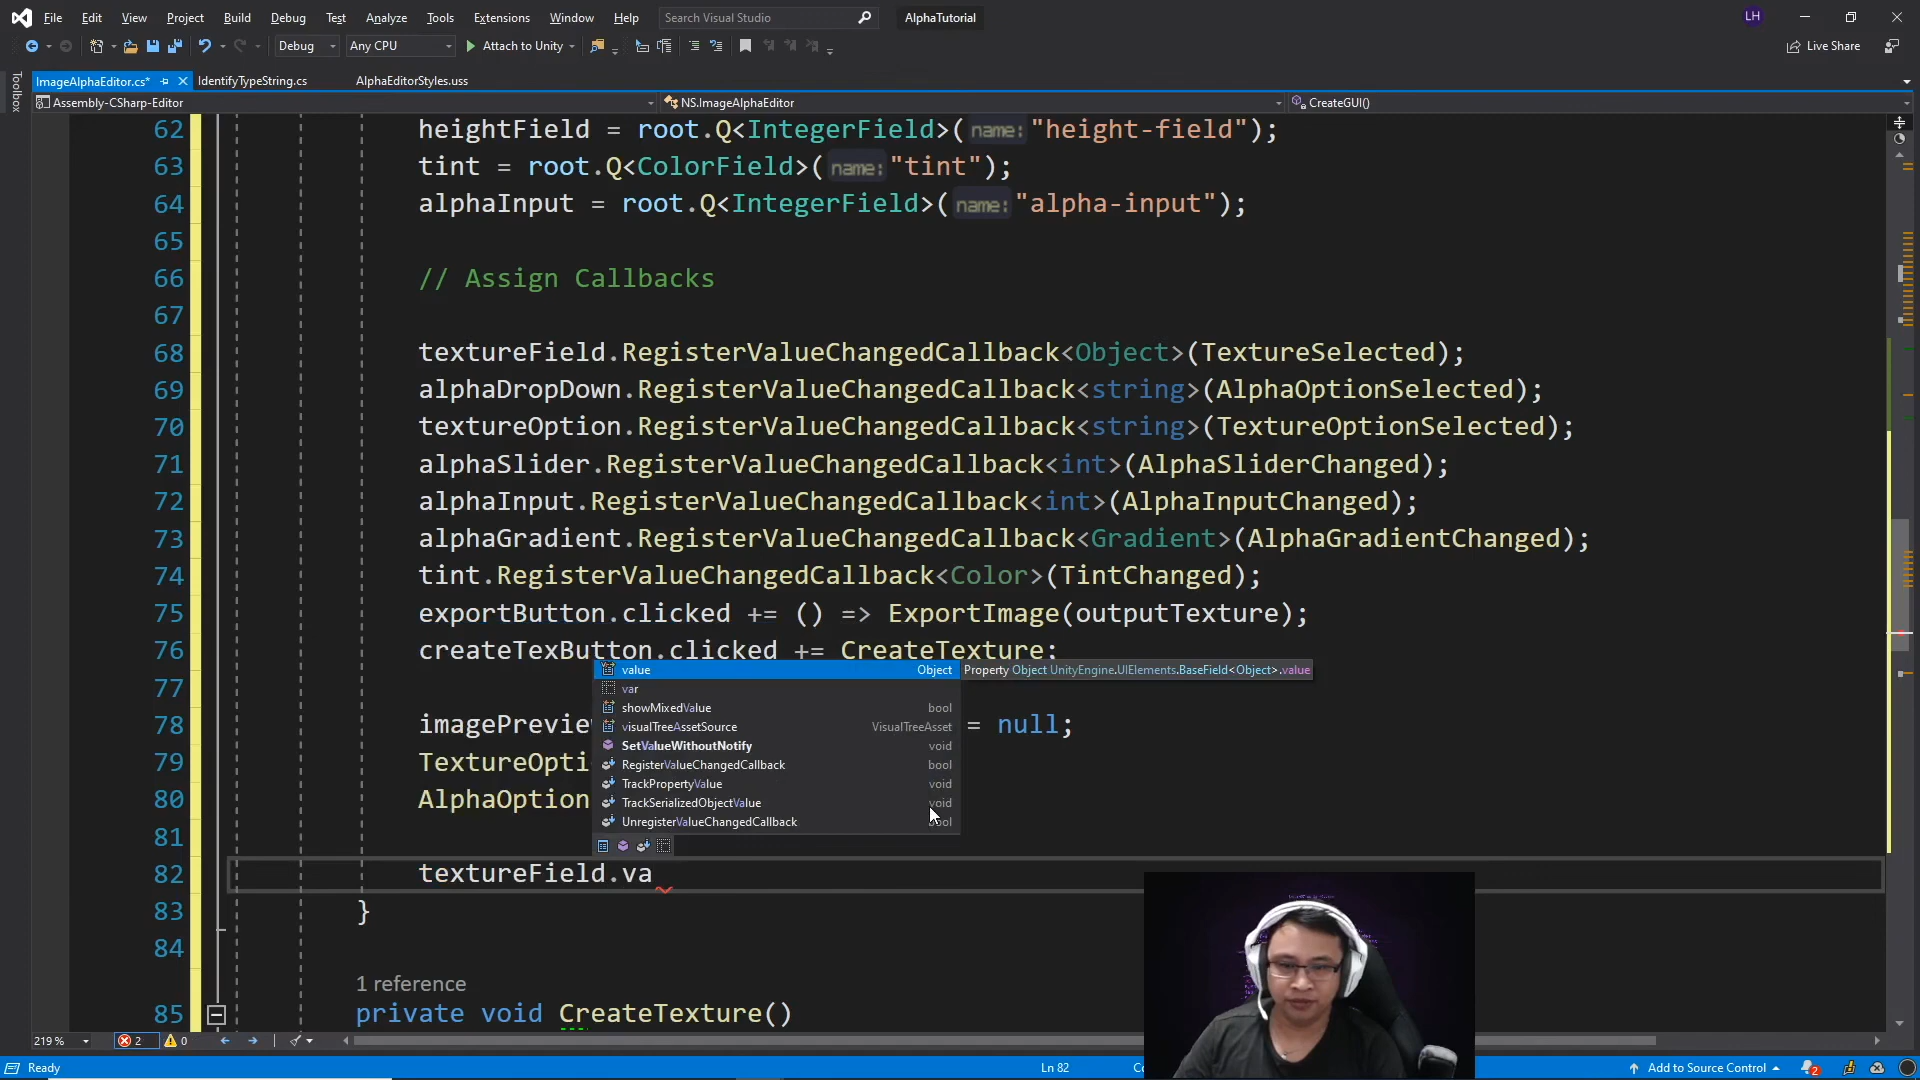 File Edit View Project Build Debug Test Analyze Tools Extensions Window Help Search Visual Studio AlphaTutorial LH
Debug Any CPU Attach to Unity Live Share
Toolbox
ImageAlphaEditor.cs* IdentifyTypeString.cs AlphaEditorStyles.uss
Assembly-CSharp-Editor NS.ImageAlphaEditor CreateGUI()
62 heightField = root.Q<IntegerField>(name: "height-field");
63 tint = root.Q<ColorField>(name: "tint");
64 alphaInput = root.Q<IntegerField>(name: "alpha-input");
65
66 // Assign Callbacks
67
68 textureField.RegisterValueChangedCallback<Object>(TextureSelected);
69 alphaDropDown.RegisterValueChangedCallback<string>(AlphaOptionSelected);
70 textureOption.RegisterValueChangedCallback<string>(TextureOptionSelected);
71 alphaSlider.RegisterValueChangedCallback<int>(AlphaSliderChanged);
72 alphaInput.RegisterValueChangedCallback<int>(AlphaInputChanged);
73 alphaGradient.RegisterValueChangedCallback<Gradient>(AlphaGradientChanged);
74 tint.RegisterValueChangedCallback<Color>(TintChanged);
75 exportButton.clicked += () => ExportImage(outputTexture);
76 createTexButton.clicked += CreateTexture;
value Object Property Object UnityEngine.UIElements.BaseField<Object>.value
77 var
showMixedValue bool
78 imagePreview = null;
visualTreeAssetSource VisualTreeAsset
SetValueWithoutNotify void
79 TextureOpti
RegisterValueChangedCallback bool
TrackPropertyValue void
80 AlphaOption
TrackSerializedObjectValue void
UnregisterValueChangedCallback bool
81
82 textureField.va
83 }
84
1 reference
85 private void CreateTexture()
219 % 2 0
Ready Ln 82 Add to Source Control 2